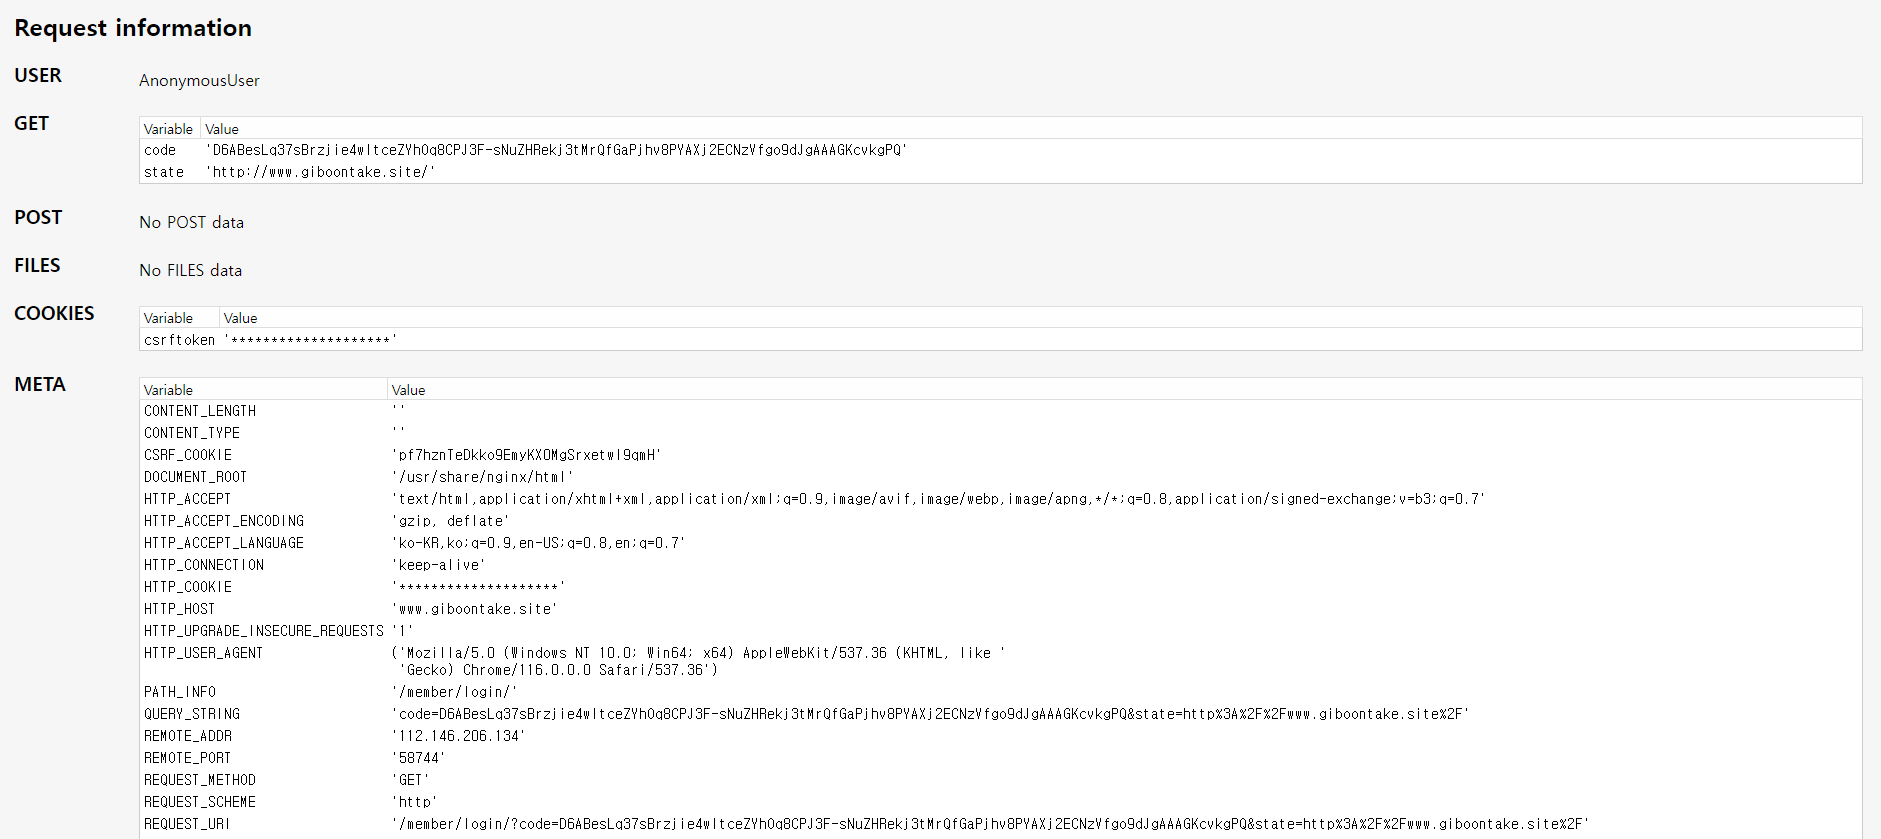 Request information
USER AnonymousUser
GET
Variable Value
code 'D6ABesLq37sBrzjie4wItceZYhOq8CPJ3F-sNuZHRekj3tMrQfGaPjhv8PYAXj2ECNzYfgo9dJgAAAGKcvkgPQ'
state 'http://www.giboontake.site/'
POST No POST data
FILES No FILES data
COOKIES
Variable Value
csrftoken '********************'
META
Variable Value
CONTENT_LENGTH ''
CONTENT_TYPE ''
CSRF_COOKIE 'pf7hznTeDkko9EmyKXOMgSrxetwI9qmH'
DOCUMENT_ROOT '/usr/share/nginx/html'
HTTP_ACCEPT 'text/html,application/xhtml+xml,application/xml;q=0.9,image/avif,image/webp,image/apng,*/*;q=0.8,application/signed-exchange;v=b3;q=0.7'
HTTP_ACCEPT_ENCODING 'gzip, deflate'
HTTP_ACCEPT_LANGUAGE 'ko-KR,ko;q=0.9,en-US;q=0.8,en;q=0.7'
HTTP_CONNECTION 'keep-alive'
HTTP_COOKIE '********************'
HTTP_HOST 'www.giboontake.site'
HTTP_UPGRADE_INSECURE_REQUESTS '1'
HTTP_USER_AGENT ('Mozilla/5.0 (Windows NT 10.0; Win64; x64) AppleWebKit/537.36 (KHTML, like '
'Gecko) Chrome/116.0.0.0 Safari/537.36')
PATH_INFO '/member/login/'
QUERY_STRING 'code=D6ABesLq37sBrzjie4wItceZYhOq8CPJ3F-sNuZHRekj3tMrQfGaPjhv8PYAXj2ECNzYfgo9dJgAAAGKcvkgPQ&state=http%3A%2F%2Fwww.giboontake.site%2F'
REMOTE_ADDR '112.146.206.134'
REMOTE_PORT '58744'
REQUEST_METHOD 'GET'
REQUEST_SCHEME 'http'
REQUEST_URI '/member/login/?code=D6ABesLq37sBrzjie4wItceZYhOq8CPJ3F-sNuZHRekj3tMrQfGaPjhv8PYAXj2ECNzYfgo9dJgAAAGKcvkgPQ&state=http%3A%2F%2Fwww.giboontake.site%2F'